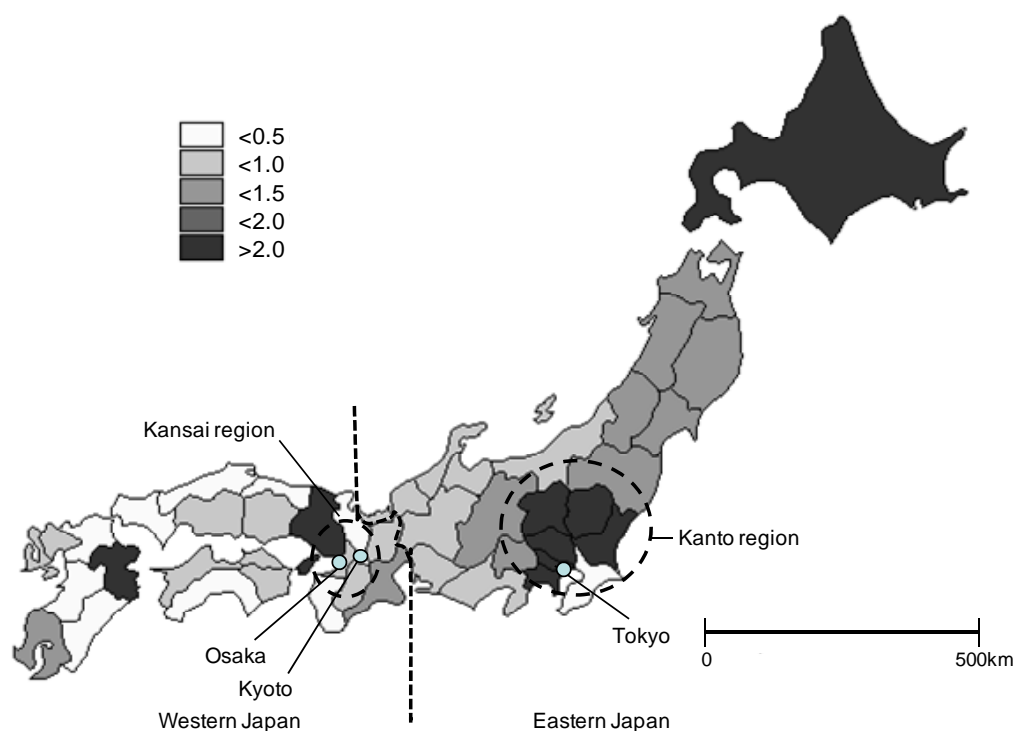 <0.5
<1.0
<1.5
<2.0
>2.0
Kansai region
Kanto region
Tokyo
Osaka
Kyoto
0
500km
Western Japan
Eastern Japan